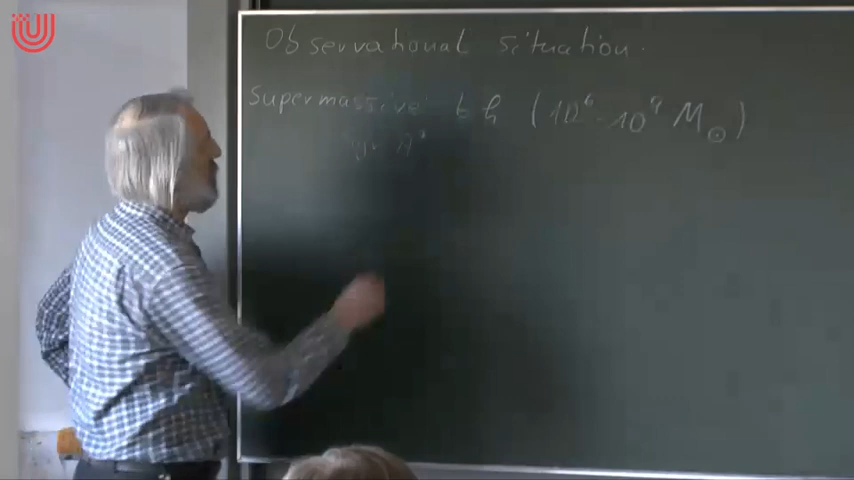 Observational situation.
Supermassive bh (10⁶-10⁹ M⊙)